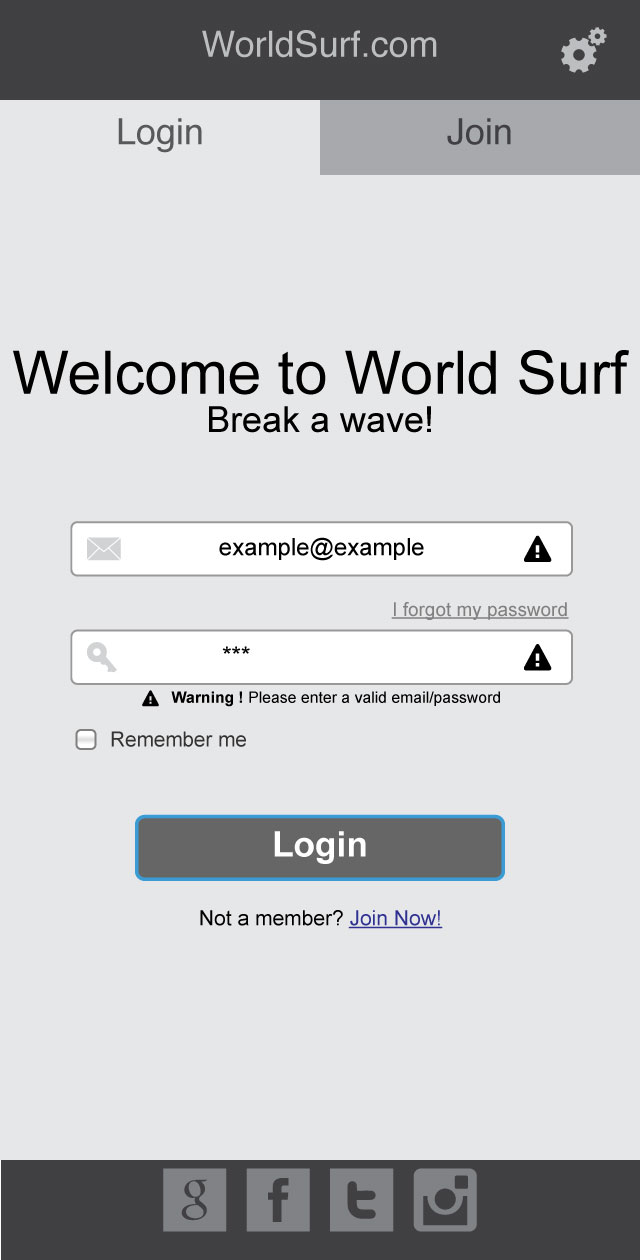 WorldSurf.com
Login
Join
Welcome to World Surf
Break a wave!
example@example
I forgot my password
***
Warning ! Please enter a valid email/password
Remember me
Login
Not a member? Join Now!